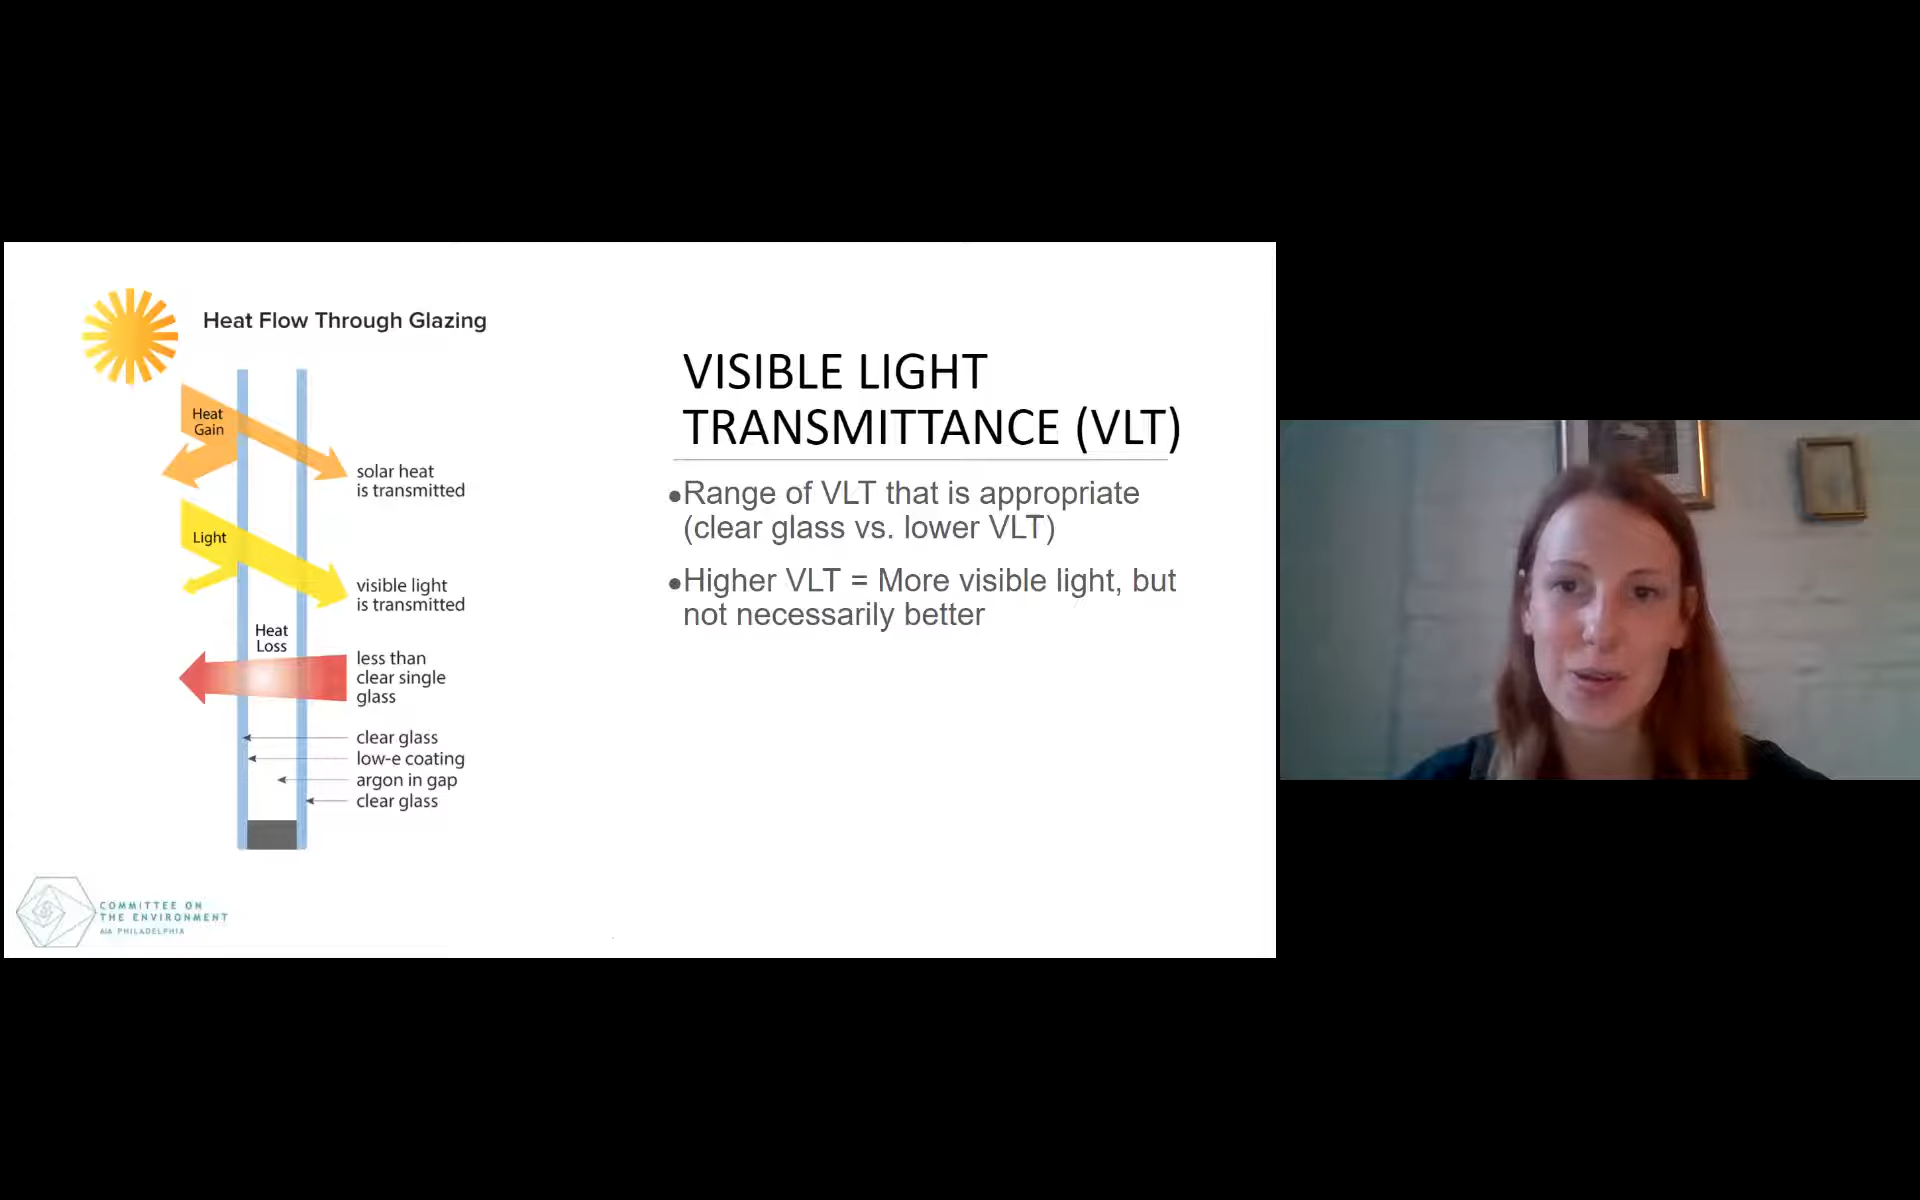 Heat Flow Through Glazing
Heat
Gain
solar heat
is transmitted
Light
visible light
is transmitted
Heat
Loss
less than
clear single
glass
clear glass
low-e coating
argon in gap
clear glass
COMMITTEE ON
THE ENVIRONMENT
AIA PHILADELPHIA
VISIBLE LIGHT
TRANSMITTANCE (VLT)
•Range of VLT that is appropriate
(clear glass vs. lower VLT)
•Higher VLT = More visible light, but
not necessarily better